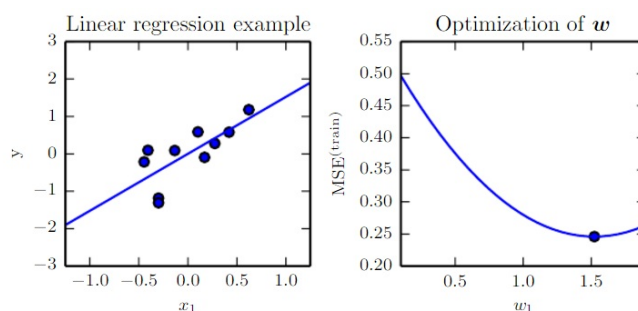 Linear regression example
3
2
1
0
−1
−2
−3
y
−1.0 −0.5 0.0 0.5 1.0
x1
Optimization of w
0.55
0.50
0.45
0.40
0.35
0.30
0.25
0.20
MSE(train)
0.5 1.0 1.5
w1